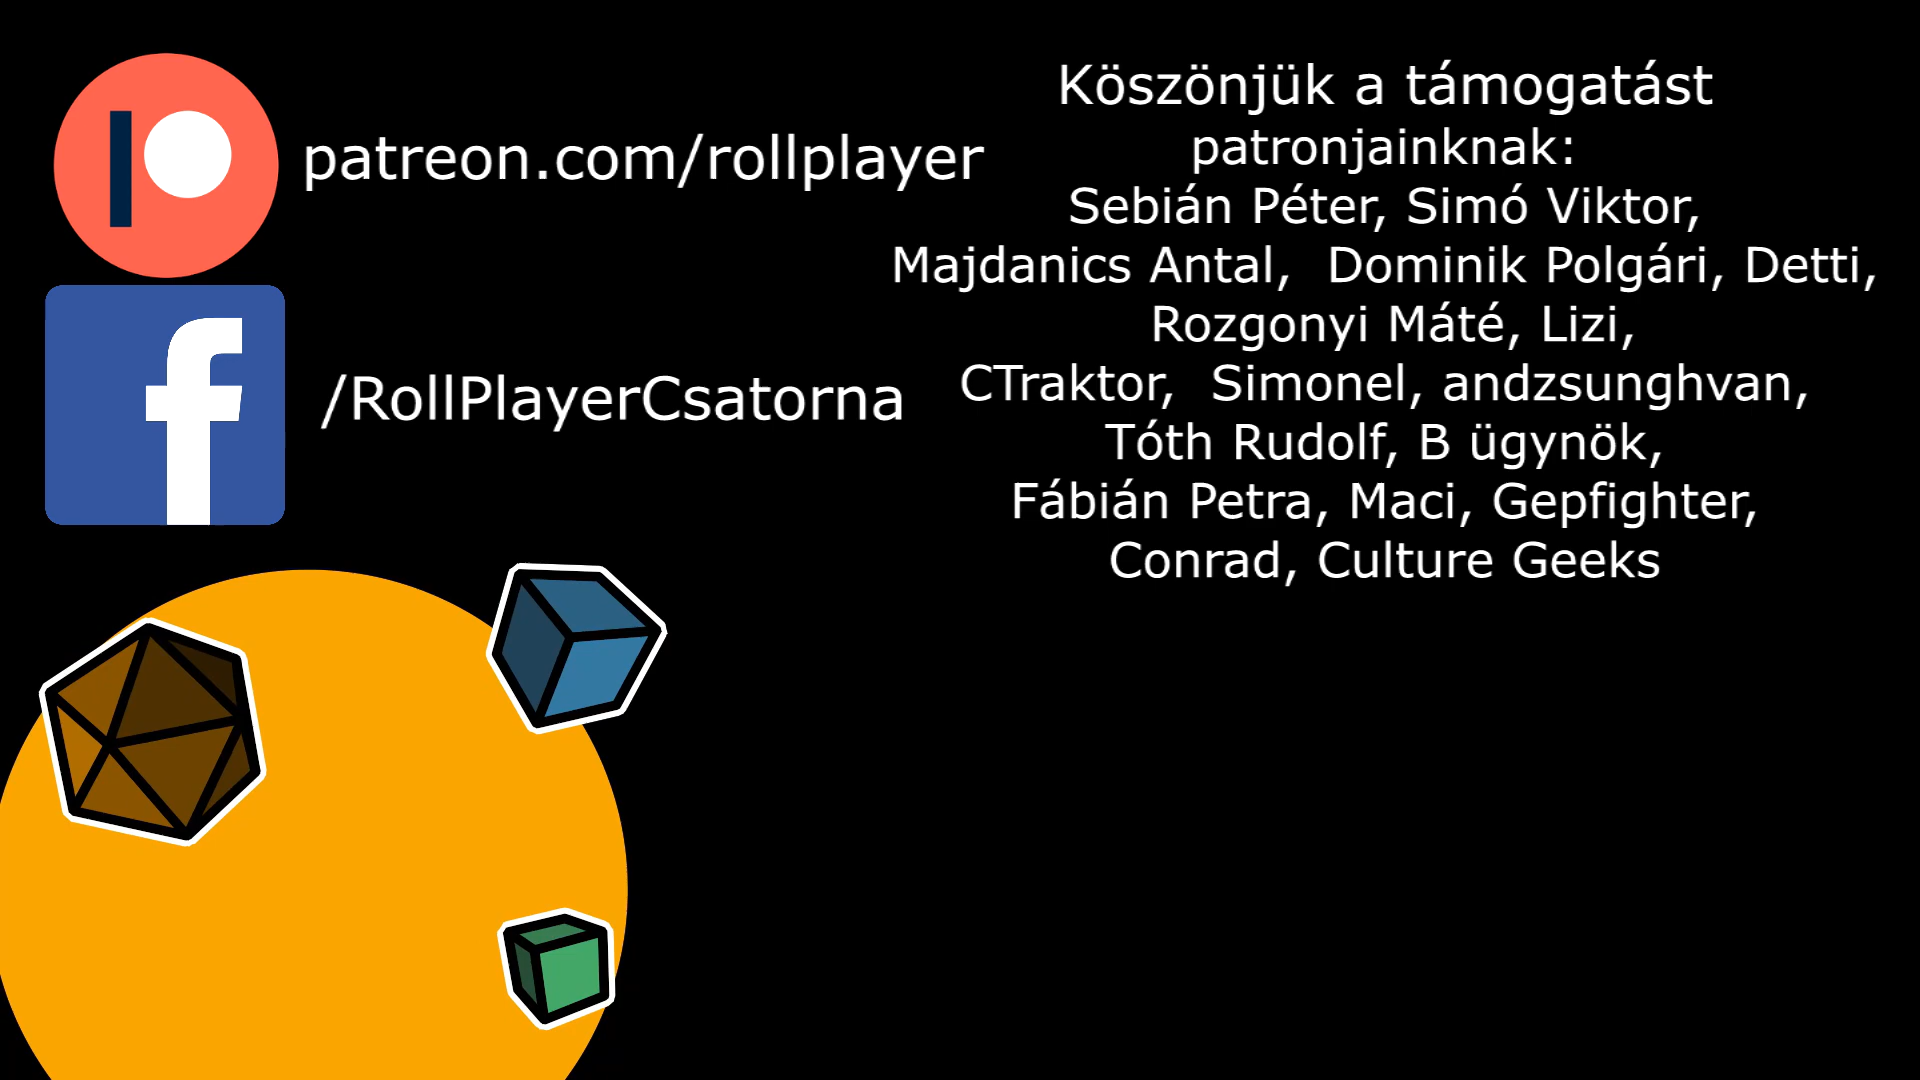 patreon.com/rollplayer
/RollPlayerCsatorna
Köszönjük a támogatást
patronjainknak:
Sebián Péter, Simó Viktor,
Majdanics Antal,  Dominik Polgári, Detti,
Rozgonyi Máté, Lizi,
CTraktor,  Simonel, andzsunghvan,
Tóth Rudolf, B ügynök,
Fábián Petra, Maci, Gepfighter,
Conrad, Culture Geeks